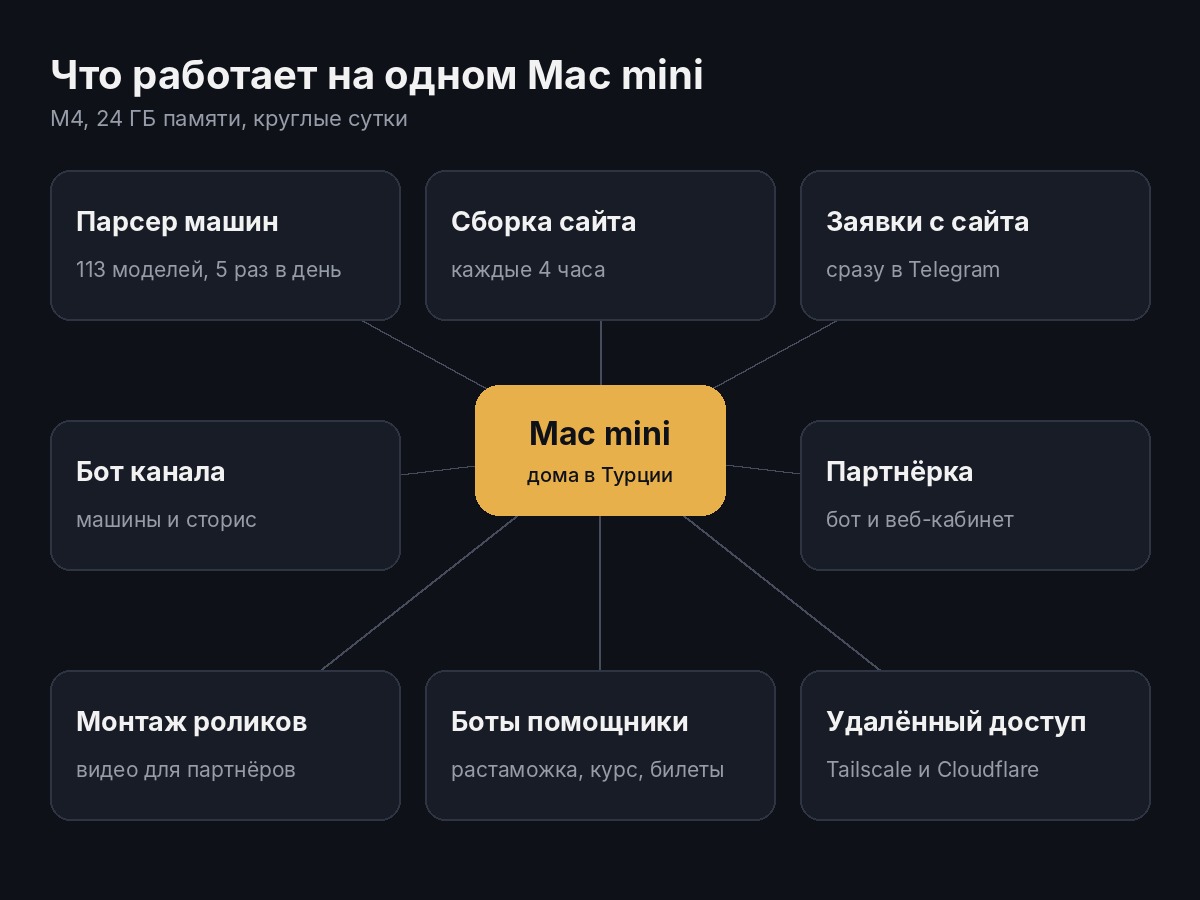 Что работает на одном Mac mini
M4, 24 ГБ памяти, круглые сутки
Парсер машин
113 моделей, 5 раз в день
Сборка сайта
каждые 4 часа
Заявки с сайта
сразу в Telegram
Бот канала
машины и сторис
Mac mini
дома в Турции
Партнёрка
бот и веб-кабинет
Монтаж роликов
видео для партнёров
Боты помощники
растаможка, курс, билеты
Удалённый доступ
Tailscale и Cloudflare